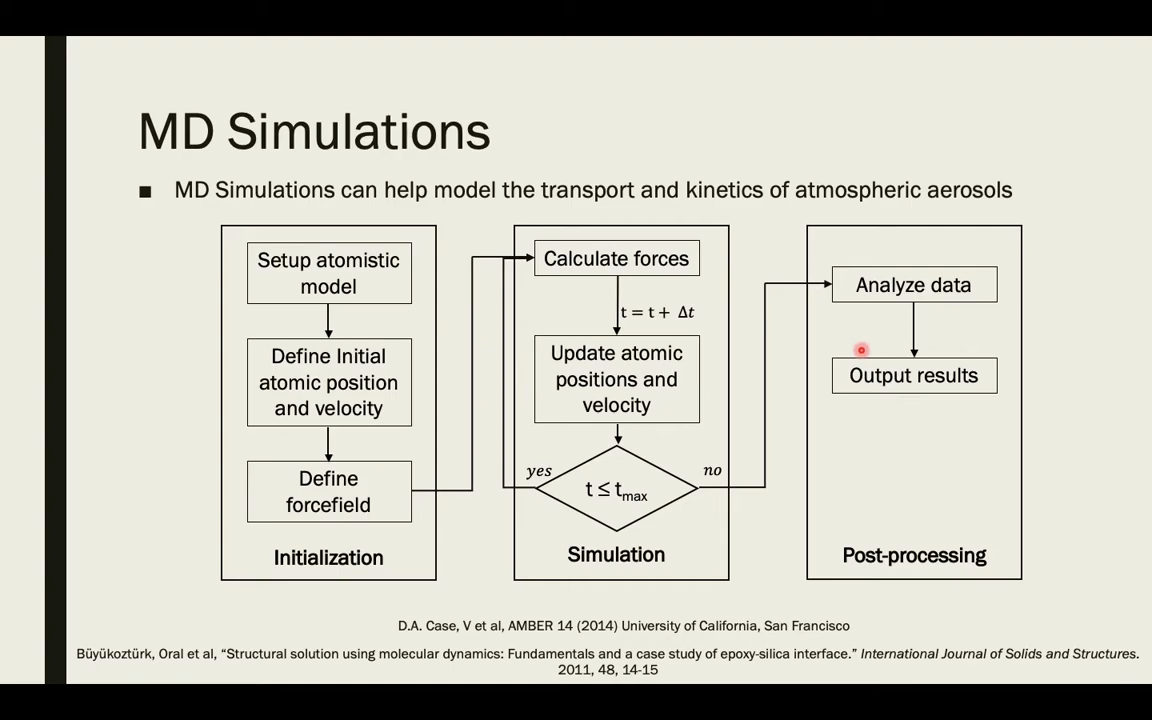 MD Simulations
■ MD Simulations can help model the transport and kinetics of atmospheric aerosols
Setup atomistic
model
Define Initial
atomic position
and velocity
Define
forcefield
Initialization
Calculate forces
t = t + Δt
Update atomic
positions and
velocity
yes
no
t ≤ tmax
Simulation
Analyze data
Output results
Post-processing
D.A. Case, V et al, AMBER 14 (2014) University of California, San Francisco
Büyükoztürk, Oral et al, “Structural solution using molecular dynamics: Fundamentals and a case study of epoxy-silica interface.” International Journal of Solids and Structures.
2011, 48, 14-15